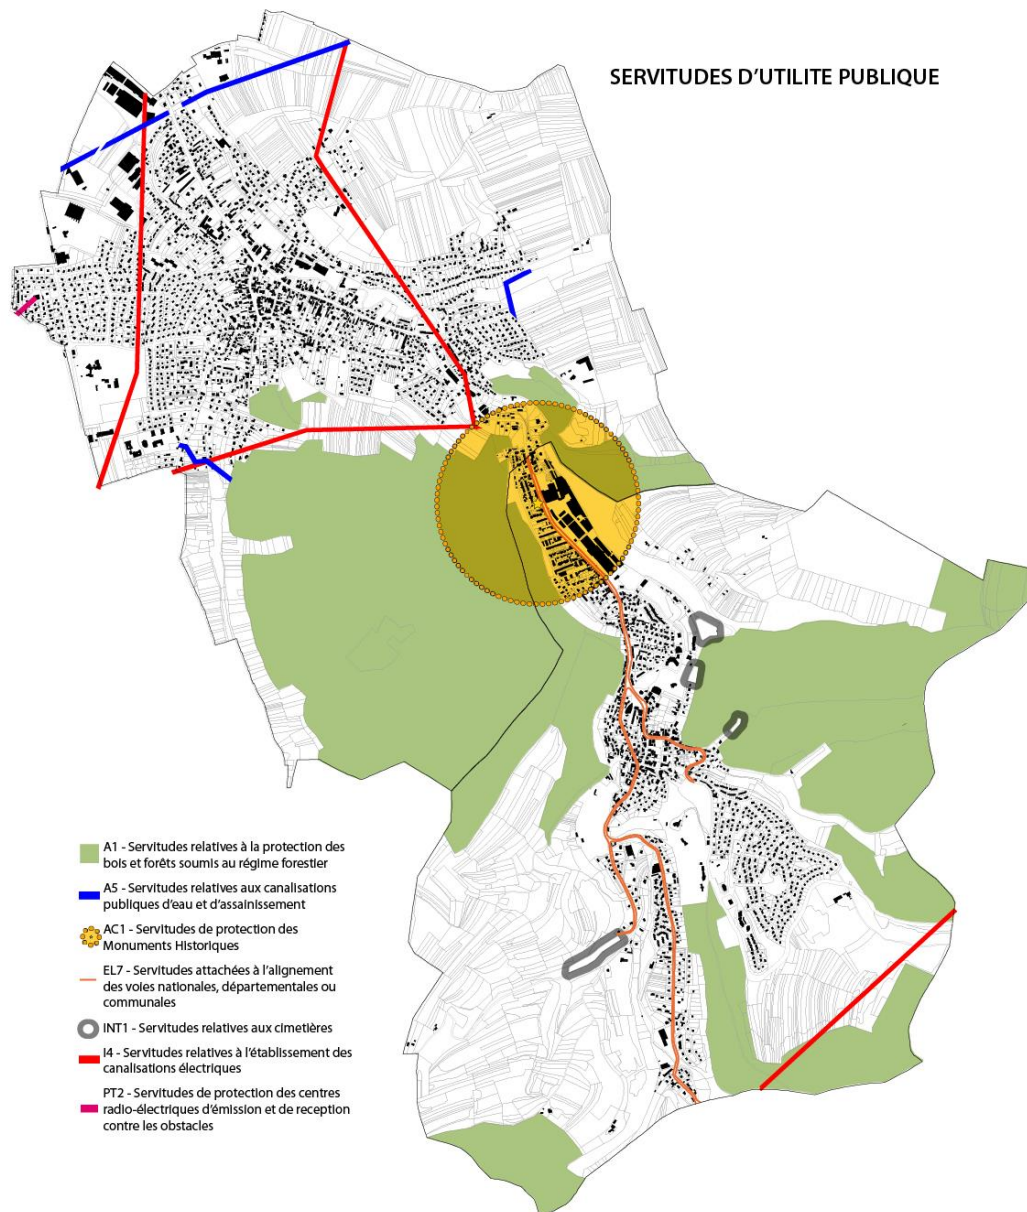 SERVITUDES D'UTILITE PUBLIQUE
A1 - Servitudes relatives à la protection des
bois et forêts soumis au régime forestier
A5 - Servitudes relatives aux canalisations
publiques d'eau et d'assainissement
AC1 - Servitudes de protection des
Monuments Historiques
EL7 - Servitudes attachées à l'alignement
des voies nationales, départementales ou
communales
INT1 - Servitudes relatives aux cimetières
I4 - Servitudes relatives à l'établissement des
canalisations électriques
PT2 - Servitudes de protection des centres
radio-électriques d'émission et de reception
contre les obstacles